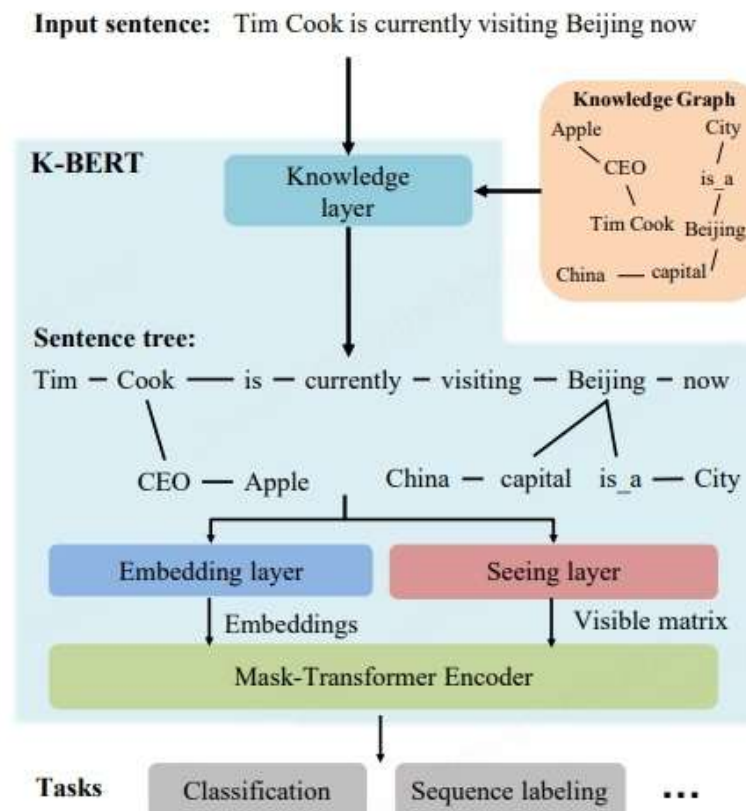 Input sentence: Tim Cook is currently visiting Beijing now
Knowledge Graph
Apple
City
CEO
is_a
Tim Cook
Beijing
China
capital
K-BERT
Knowledge
layer
Sentence tree:
Tim Cook is currently visiting Beijing now
CEO Apple
China capital is_a City
Embedding layer
Seeing layer
Embeddings
Visible matrix
Mask-Transformer Encoder
Tasks
Classification
Sequence labeling
...